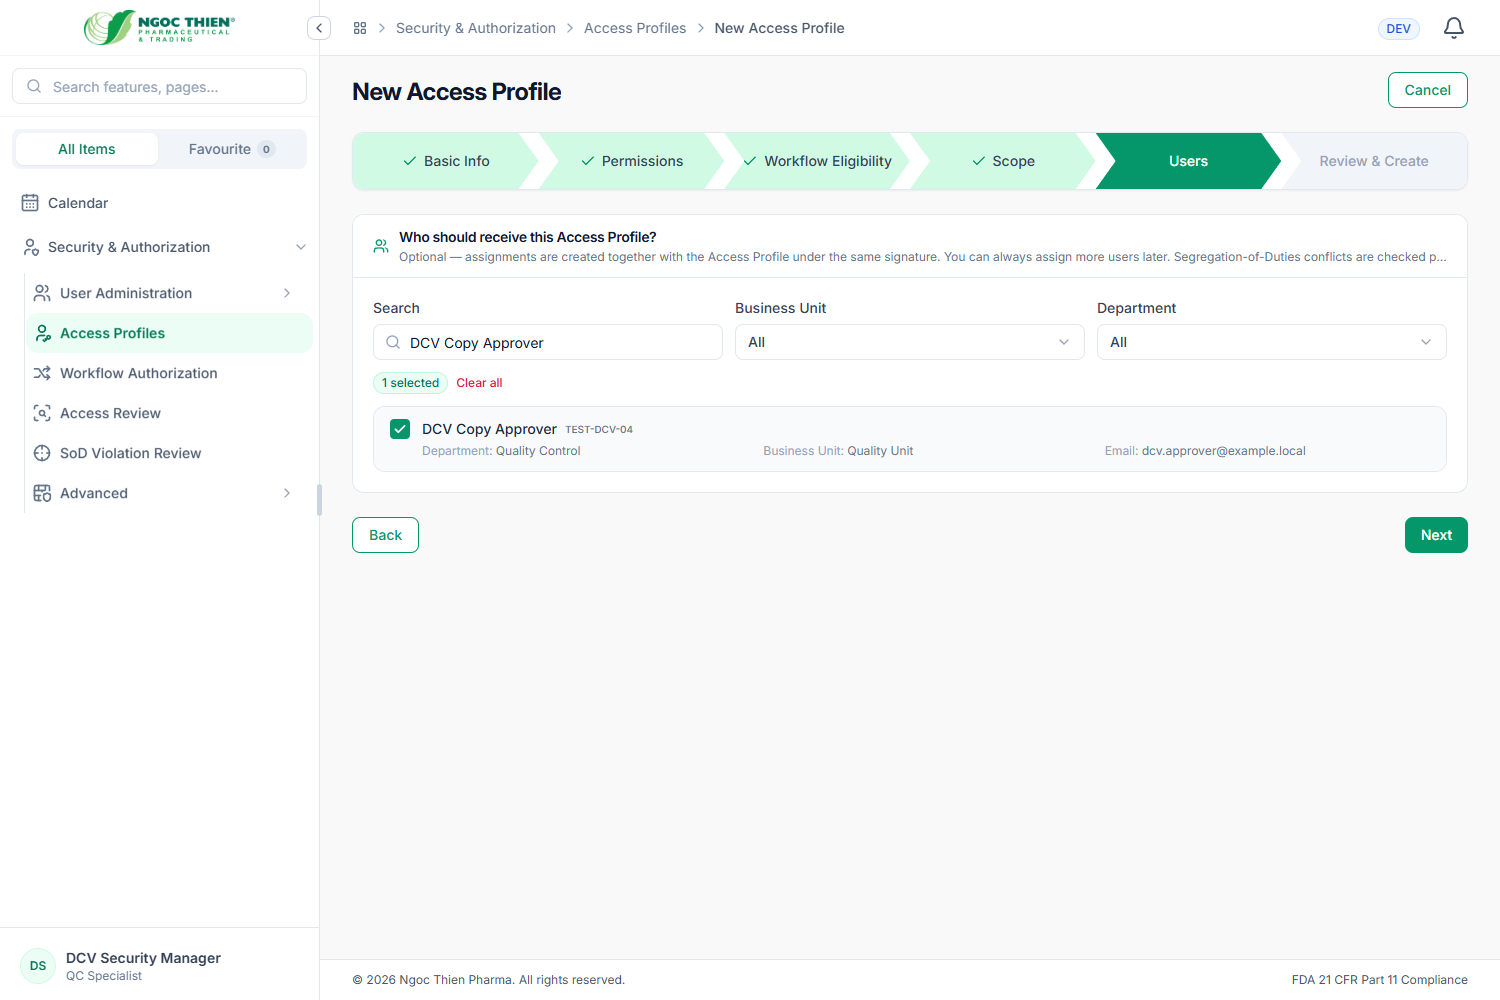 NGOC THIEN®
PHARMACEUTICAL
& TRADING
Security & Authorization
Access Profiles
New Access Profile
DEV
Search features, pages...
All Items
Favourite 0
Calendar
Security & Authorization
User Administration
Access Profiles
Workflow Authorization
Access Review
SoD Violation Review
Advanced
DS
DCV Security Manager
QC Specialist
New Access Profile
Cancel
Basic Info
Permissions
Workflow Eligibility
Scope
Users
Review & Create
Who should receive this Access Profile?
Optional — assignments are created together with the Access Profile under the same signature. You can always assign more users later. Segregation-of-Duties conflicts are checked p...
Search
Business Unit
Department
DCV Copy Approver
All
All
1 selected
Clear all
DCV Copy Approver TEST-DCV-04
Department: Quality Control
Business Unit: Quality Unit
Email: dcv.approver@example.local
Back
Next
© 2026 Ngoc Thien Pharma. All rights reserved.
FDA 21 CFR Part 11 Compliance